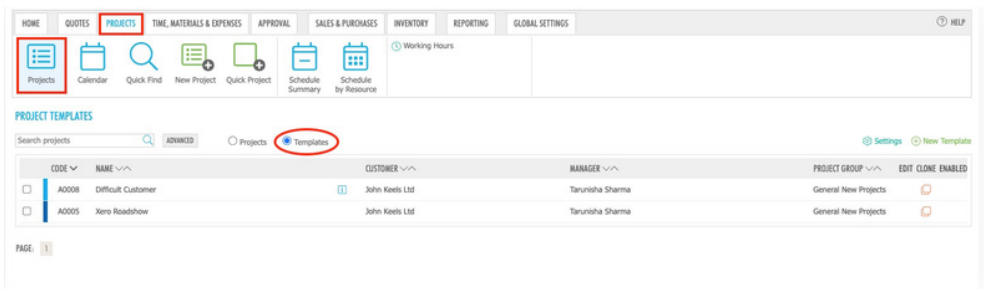 HOME QUOTES PROJECTS TIME, MATERIALS & EXPENSES APPROVAL SALES & PURCHASES INVENTORY REPORTING GLOBAL SETTINGS HELP
Working Hours
Projects Calendar Quick Find New Project Quick Project Schedule Summary Schedule by Resource
PROJECT TEMPLATES
Search projects ADVANCED Projects Templates Settings New Template
CODE NAME CUSTOMER MANAGER PROJECT GROUP EDIT CLONE ENABLED
A0008 Difficult Customer John Keels Ltd Tarunisha Sharma General New Projects
A0005 Xero Roadshow John Keels Ltd Tarunisha Sharma General New Projects
PAGE: 1